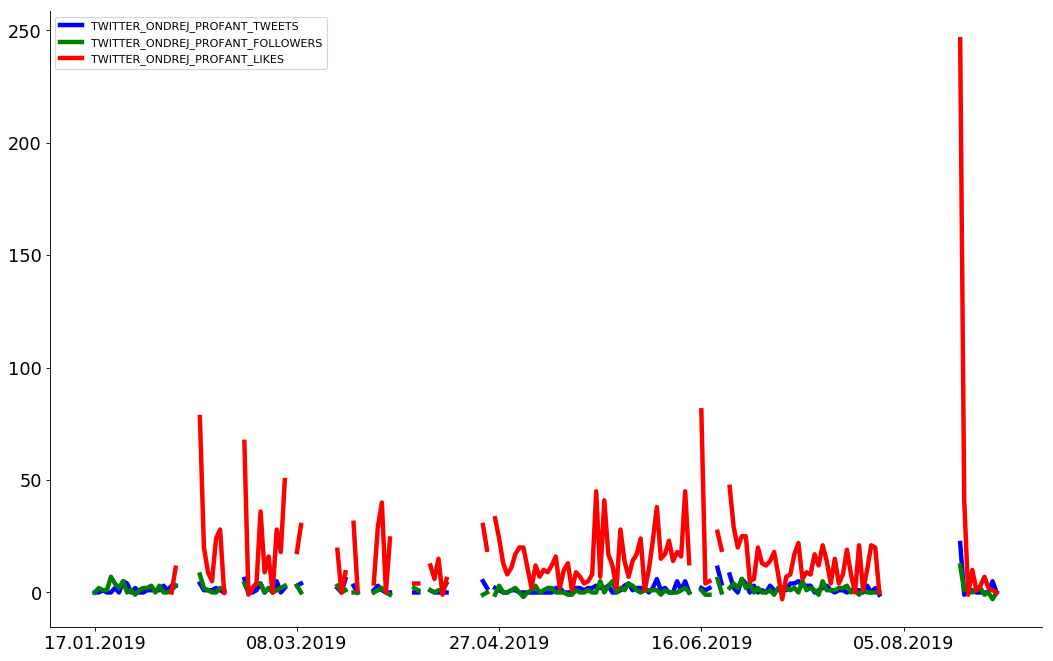 250
TWITTER_ONDREJ_PROFANT_TWEETS
TWITTER_ONDREJ_PROFANT_FOLLOWERS
TWITTER_ONDREJ_PROFANT_LIKES
200
150
100
50
0
17.01.2019 08.03.2019 27.04.2019 16.06.2019 05.08.2019